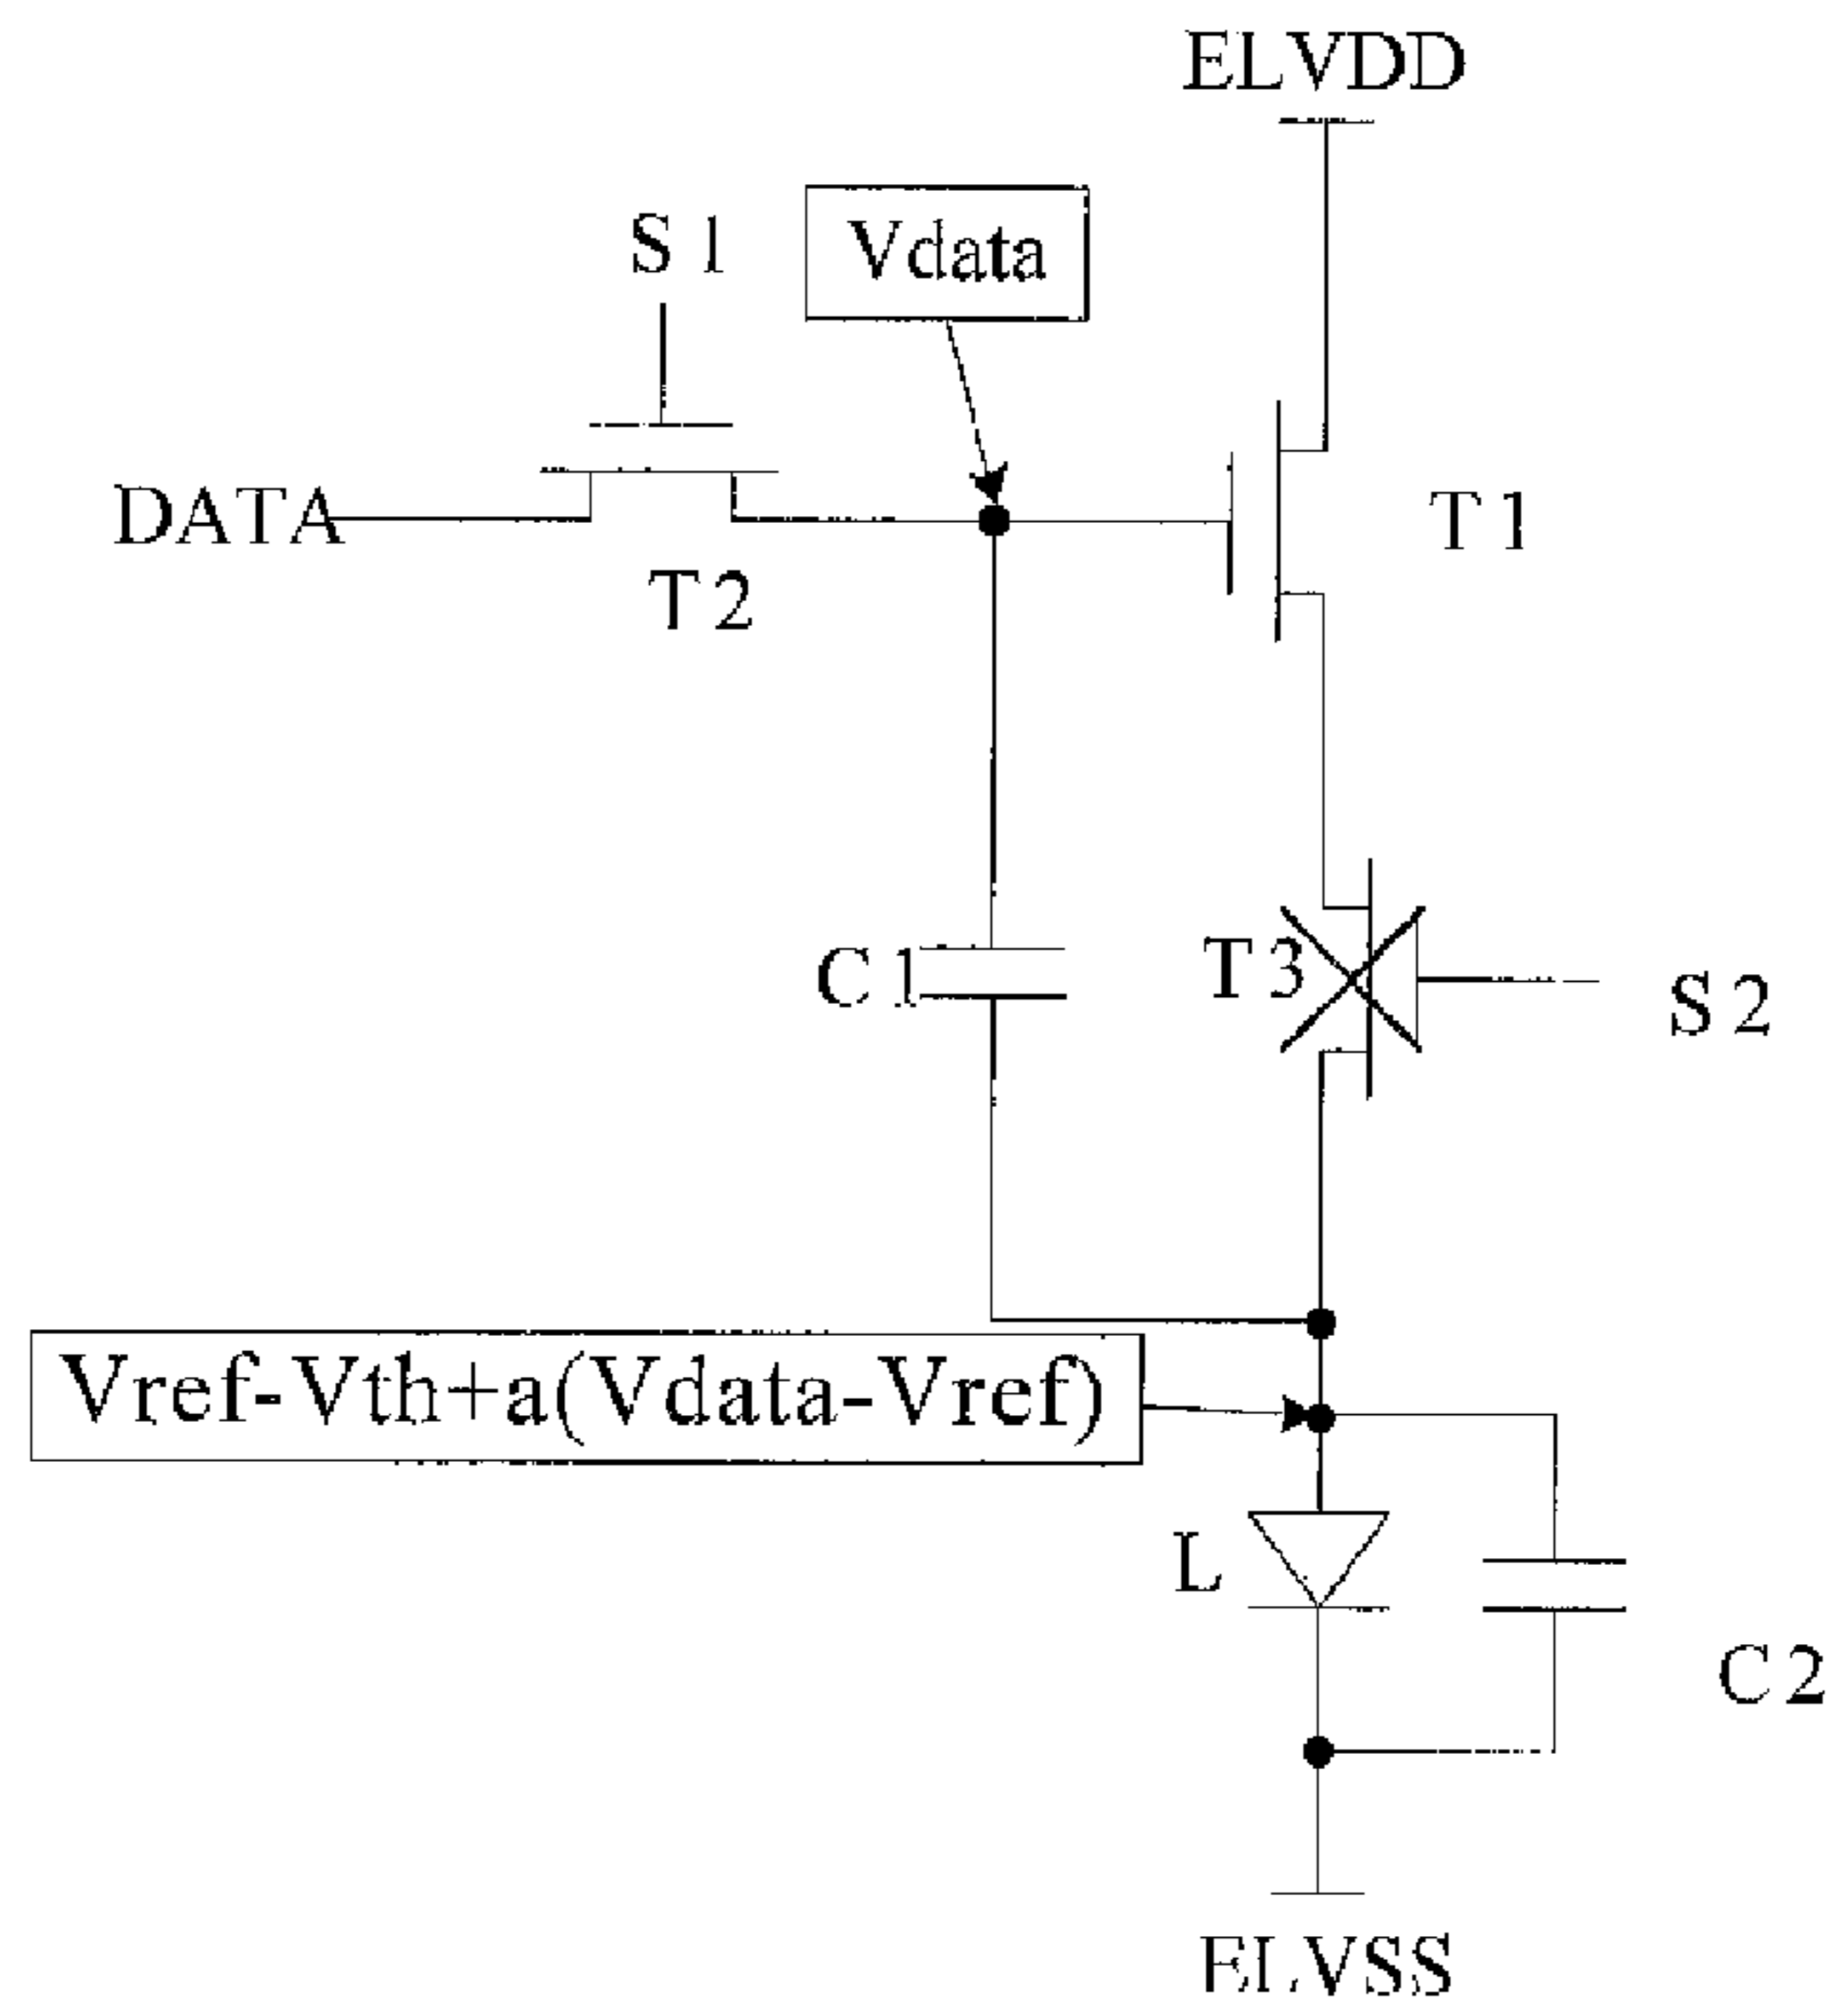 ELVDD
S1
Vdata
DATA
T1
T2
C1
T3
S2
Vref-Vth+a(Vdata-Vref)
L
C2
ELVSS